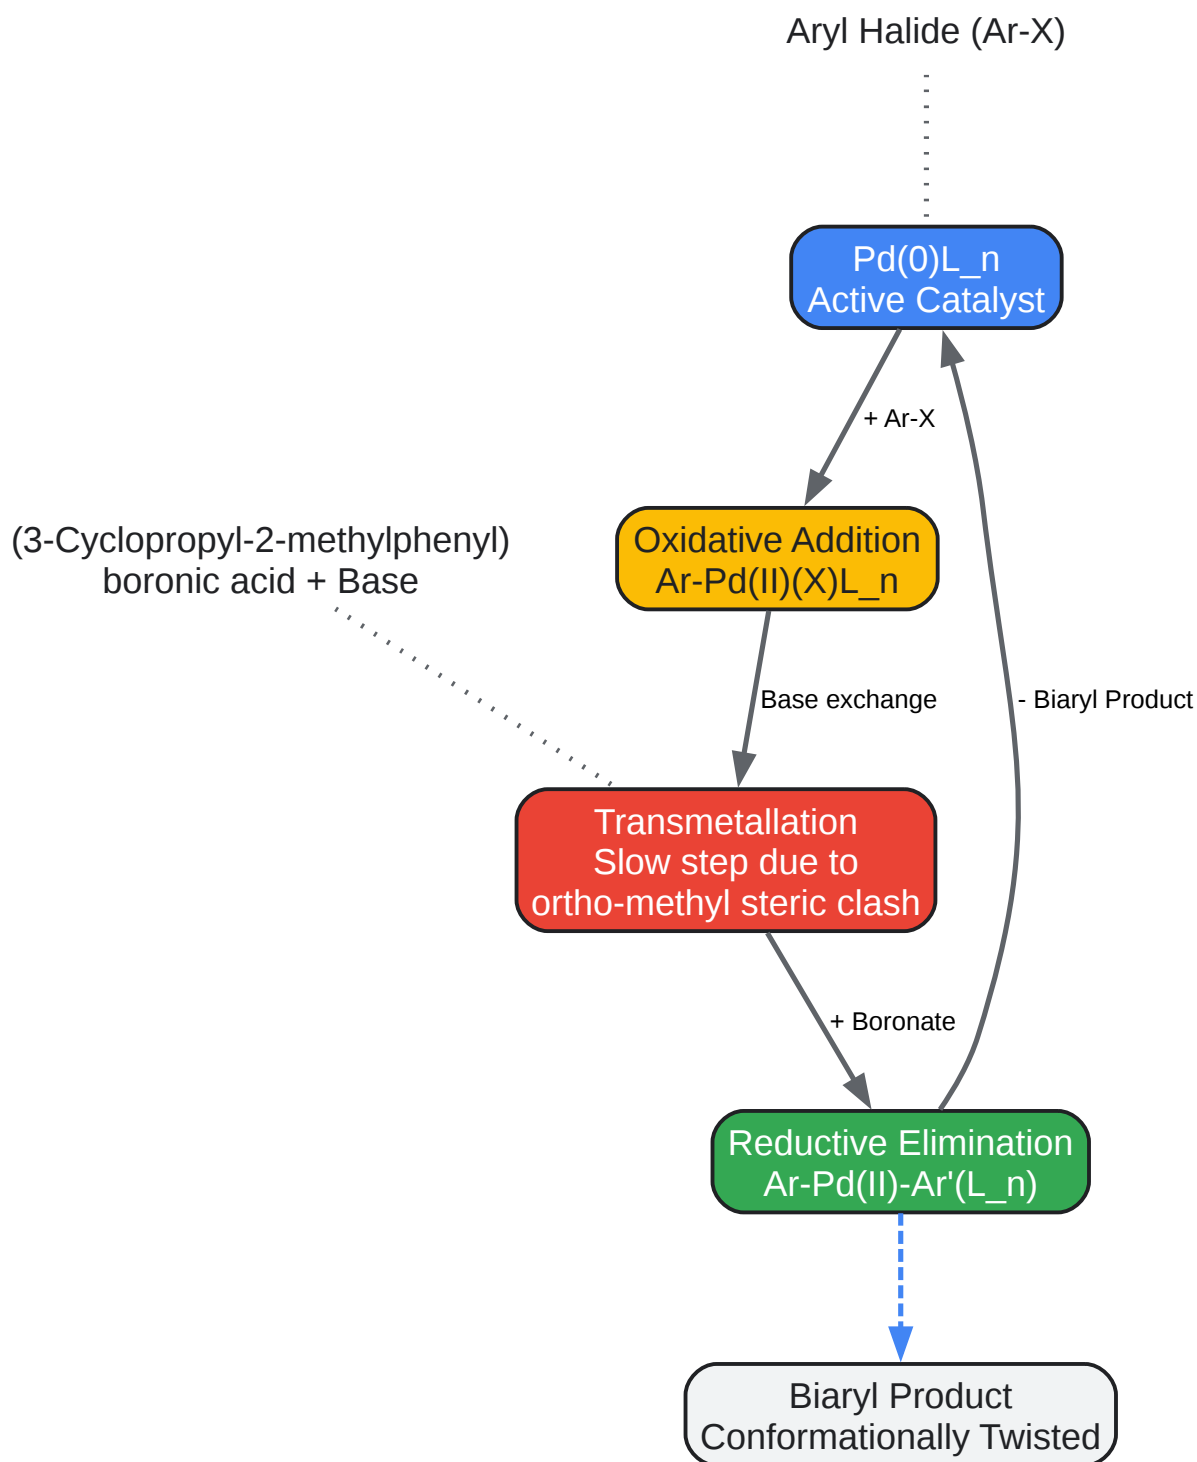 Aryl Halide (Ar-X)
Pd(0)L_n
Active Catalyst
+ Ar-X
(3-Cyclopropyl-2-methylphenyl)
boronic acid + Base
Oxidative Addition
Ar-Pd(II)(X)L_n
Base exchange
- Biaryl Product
Transmetallation
Slow step due to
ortho-methyl steric clash
+ Boronate
Reductive Elimination
Ar-Pd(II)-Ar'(L_n)
Biaryl Product
Conformationally Twisted